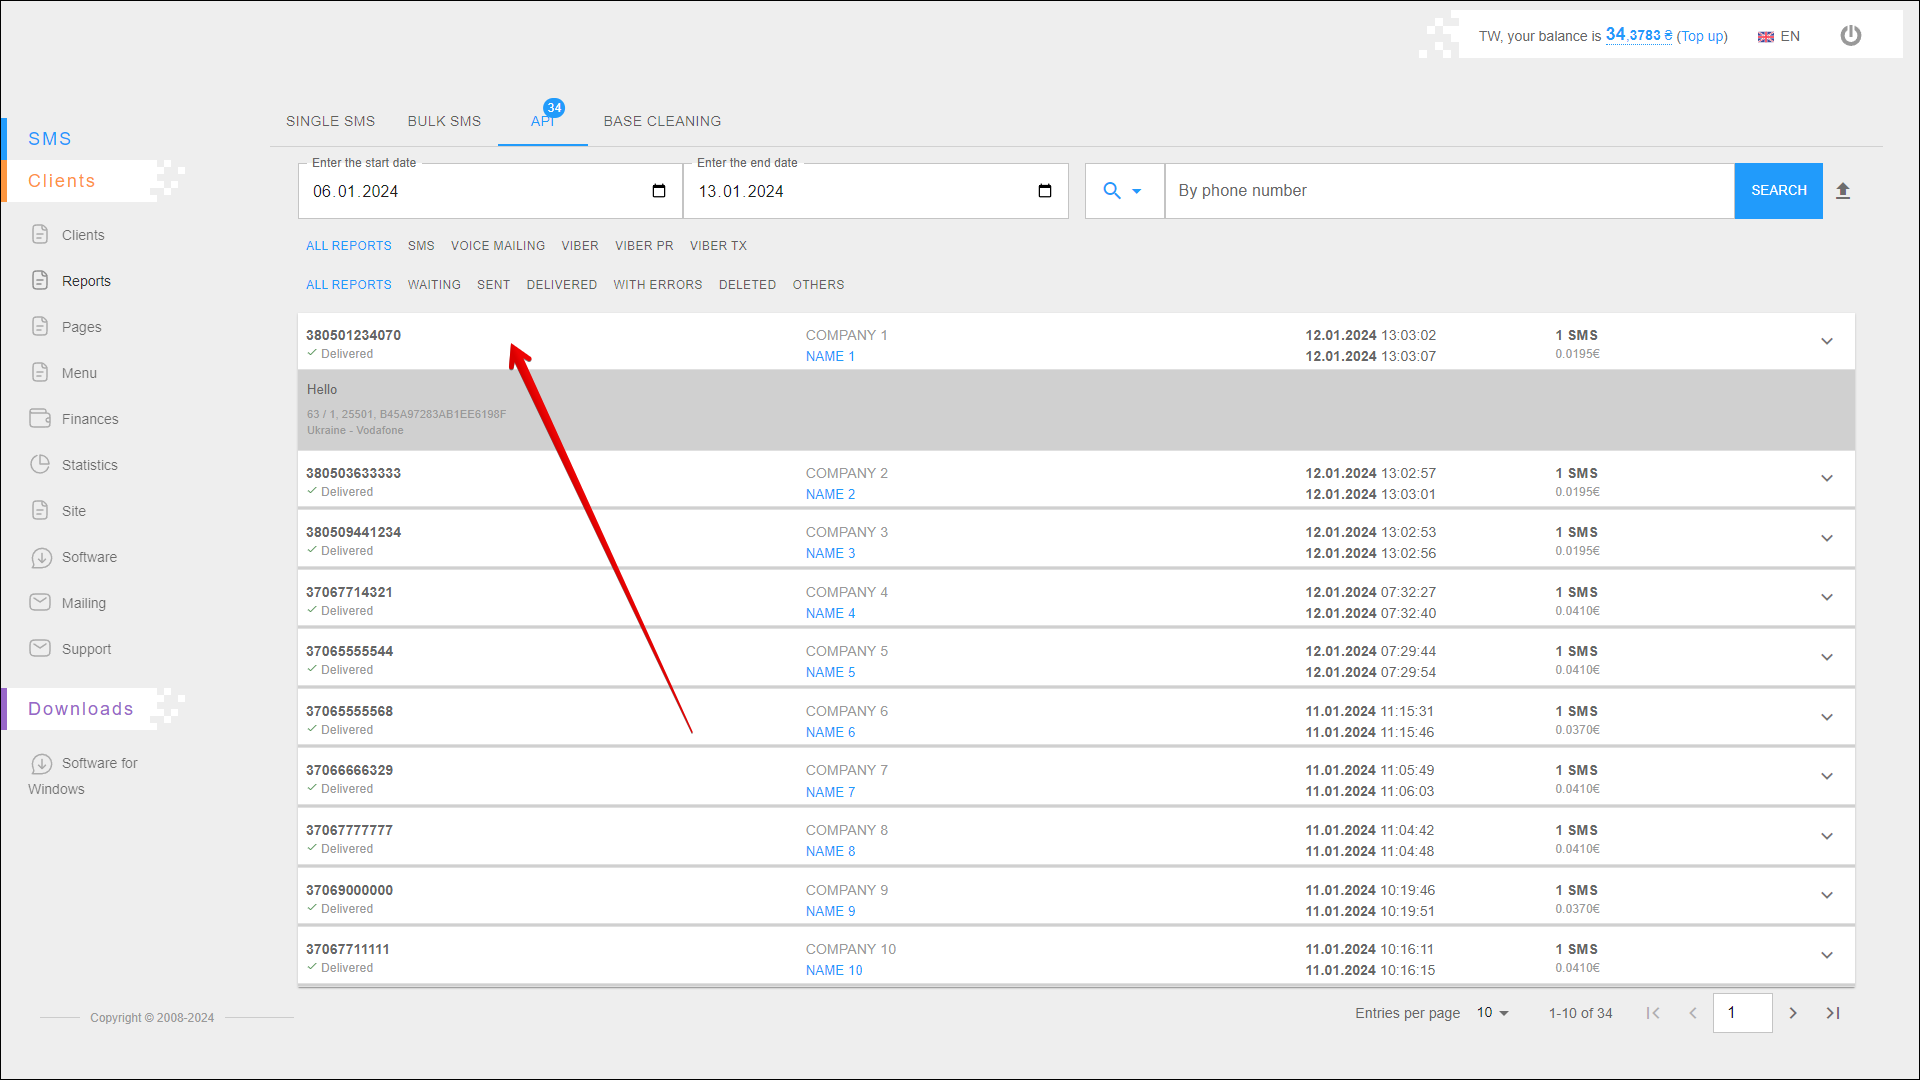 TW, your balance is 34,3783 ₴ (Top up) EN
SINGLE SMS BULK SMS API 34 BASE CLEANING
SMS
Clients
Clients
Reports
Pages
Menu
Finances
Statistics
Site
Software
Mailing
Support
Downloads
Software for
Windows
Copyright © 2008-2024
Enter the start date Enter the end date
06.01.2024 13.01.2024 By phone number SEARCH
ALL REPORTS SMS VOICE MAILING VIBER VIBER PR VIBER TX
ALL REPORTS WAITING SENT DELIVERED WITH ERRORS DELETED OTHERS
380501234070 COMPANY 1 12.01.2024 13:03:02 1 SMS
Delivered NAME 1 12.01.2024 13:03:07 0.0195€
Hello
63 / 1, 25501, B45A97283AB1EE6198F
Ukraine - Vodafone
380503633333 COMPANY 2 12.01.2024 13:02:57 1 SMS
Delivered NAME 2 12.01.2024 13:03:01 0.0195€
380509441234 COMPANY 3 12.01.2024 13:02:53 1 SMS
Delivered NAME 3 12.01.2024 13:02:56 0.0195€
37067714321 COMPANY 4 12.01.2024 07:32:27 1 SMS
Delivered NAME 4 12.01.2024 07:32:40 0.0410€
37065555544 COMPANY 5 12.01.2024 07:29:44 1 SMS
Delivered NAME 5 12.01.2024 07:29:54 0.0410€
37065555568 COMPANY 6 11.01.2024 11:15:31 1 SMS
Delivered NAME 6 11.01.2024 11:15:46 0.0370€
37066666329 COMPANY 7 11.01.2024 11:05:49 1 SMS
Delivered NAME 7 11.01.2024 11:06:03 0.0410€
37067777777 COMPANY 8 11.01.2024 11:04:42 1 SMS
Delivered NAME 8 11.01.2024 11:04:48 0.0410€
37069000000 COMPANY 9 11.01.2024 10:19:46 1 SMS
Delivered NAME 9 11.01.2024 10:19:51 0.0370€
37067711111 COMPANY 10 11.01.2024 10:16:11 1 SMS
Delivered NAME 10 11.01.2024 10:16:15 0.0410€
Entries per page 10 1-10 of 34 1